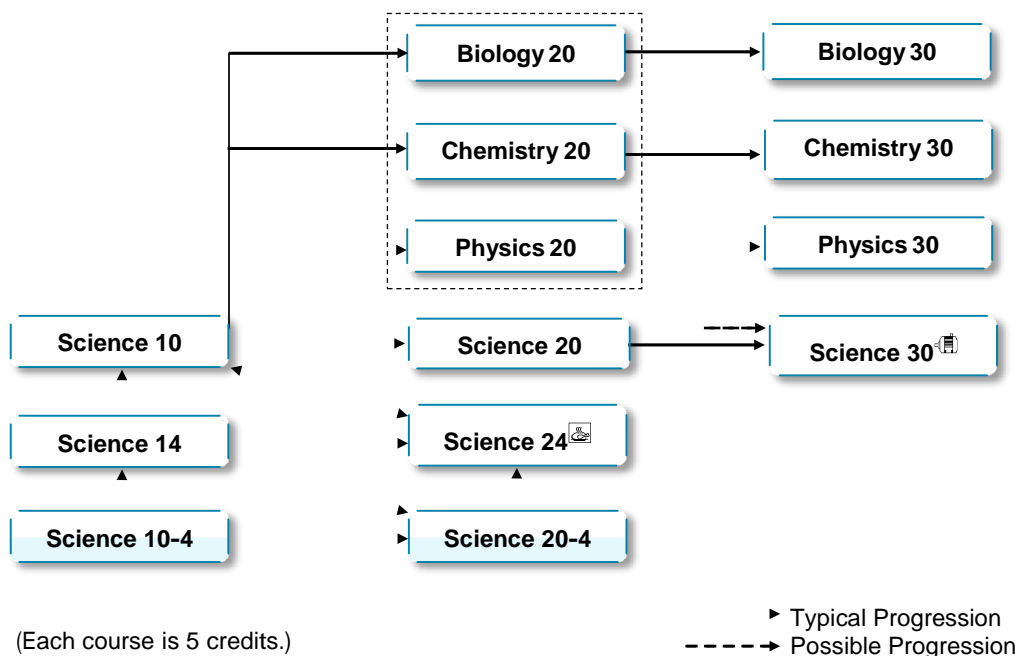 Biology 20
Biology 30
Chemistry 20
Chemistry 30
Physics 20
Physics 30
Science 10
Science 20
Science 30
Science 14
Science 24
Science 10-4
Science 20-4
(Each course is 5 credits.)
Typical Progression
Possible Progression